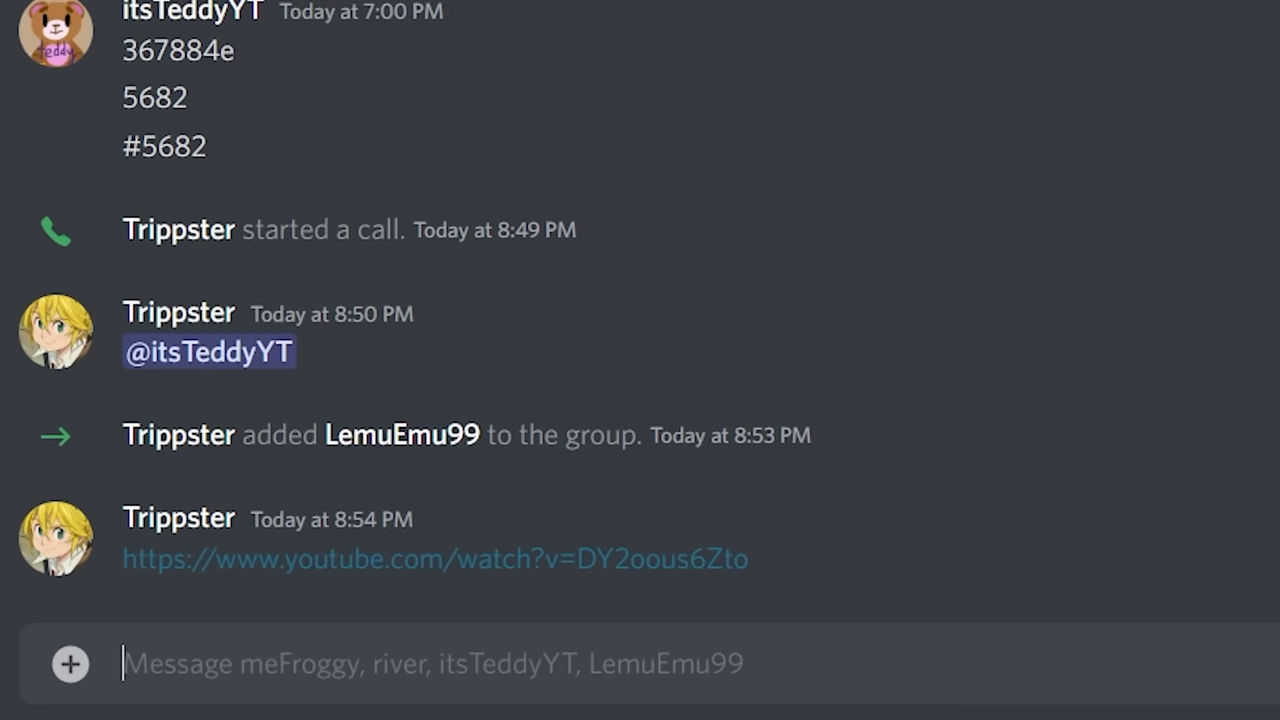 itsTeddyYT Today at 7:00 PM
teddy
367884e
5682
#5682
Trippster started a call. Today at 8:49 PM
Trippster Today at 8:50 PM
@itsTeddyYT
Trippster added LemuEmu99 to the group. Today at 8:53 PM
Trippster Today at 8:54 PM
https://www.youtube.com/watch?v=DY2oous6Zto
Message meFroggy, river, itsTeddyYT, LemuEmu99